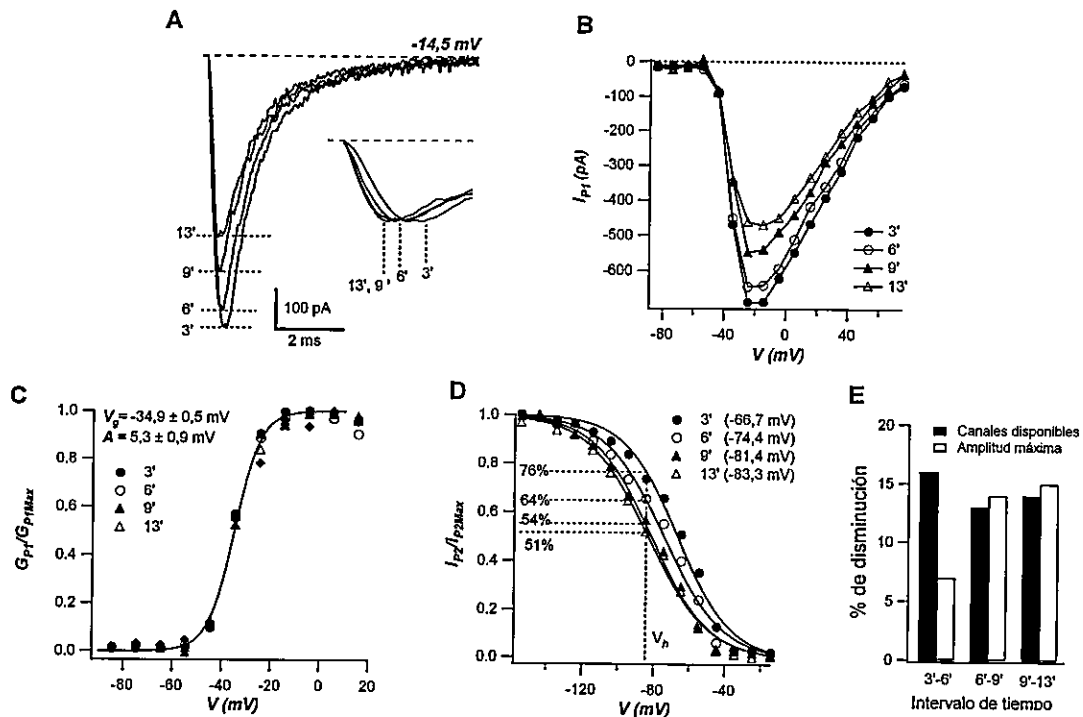 A
-14,5 mV
13'
9'
6'
3'
13', 9'
6'
3'
100 pA
2 ms
B
0
-100
-200
-300
-400
-500
-600
I_P1 (pA)
3'
6'
9'
13'
-80
-40
0
40
V (mV)
C
V_g= -34,9 ± 0,5 mV
A = 5,3 ± 0,9 mV
3'
6'
9'
13'
1.0
0.8
0.6
0.4
0.2
0.0
G_P1/G_P1Max
-80
-60
-40
-20
0
20
V (mV)
D
3' (-66,7 mV)
6' (-74,4 mV)
9' (-81,4 mV)
13' (-83,3 mV)
1.0
0.8
0.6
0.4
0.2
0.0
76%
64%
54%
51%
V_h
I_P2/I_P2Max
-120
-80
-40
V (mV)
E
Canales disponibles
Amplitud máxima
20
15
10
5
0
% de disminución
3'-6'
6'-9'
9'-13'
Intervalo de tiempo